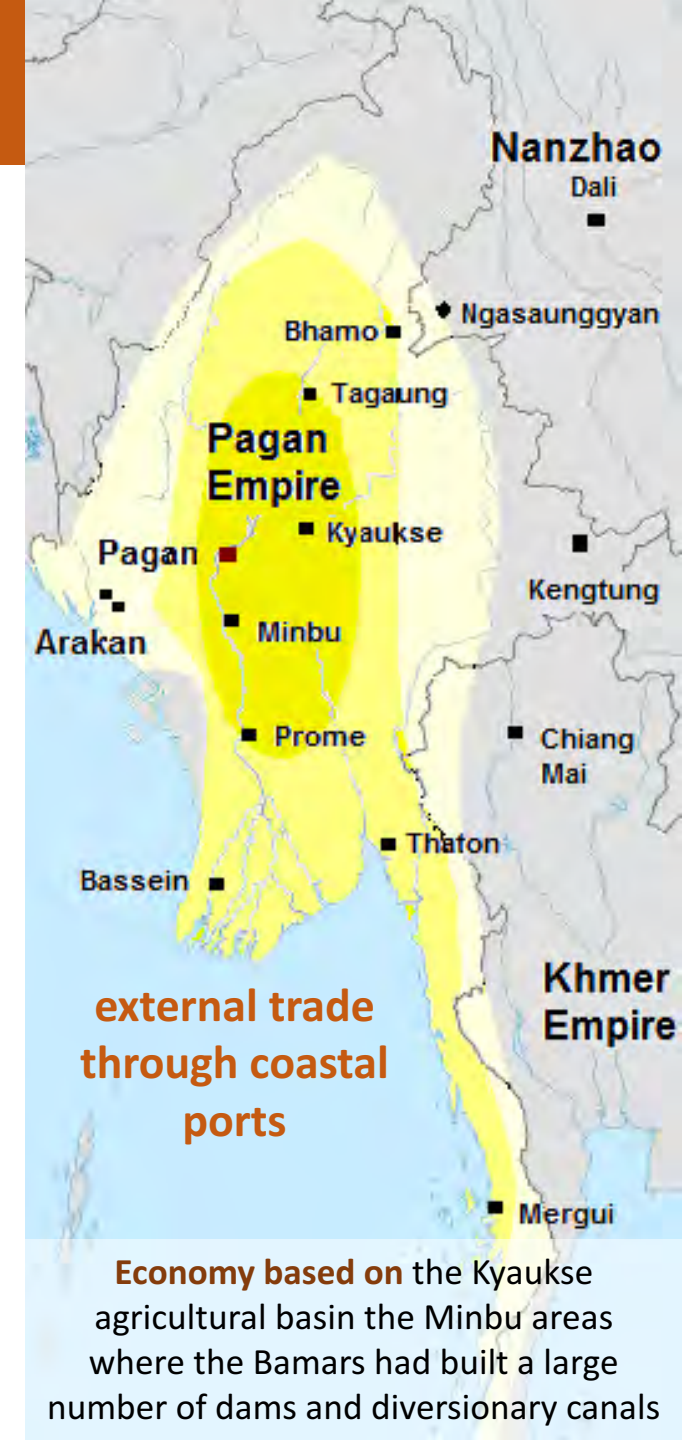 Nanzhao
Dali
Ngasaunggyan
Bhamo
Tagaung
Pagan
Empire
Kyaukse
Pagan
Kengtung
Minbu
Arakan
Prome
Chiang
Mai
Thaton
Bassein
Khmer
Empire
external trade
through coastal
ports
Mergui
Economy based on the Kyaukse
agricultural basin the Minbu areas
where the Bamars had built a large
number of dams and diversionary canals